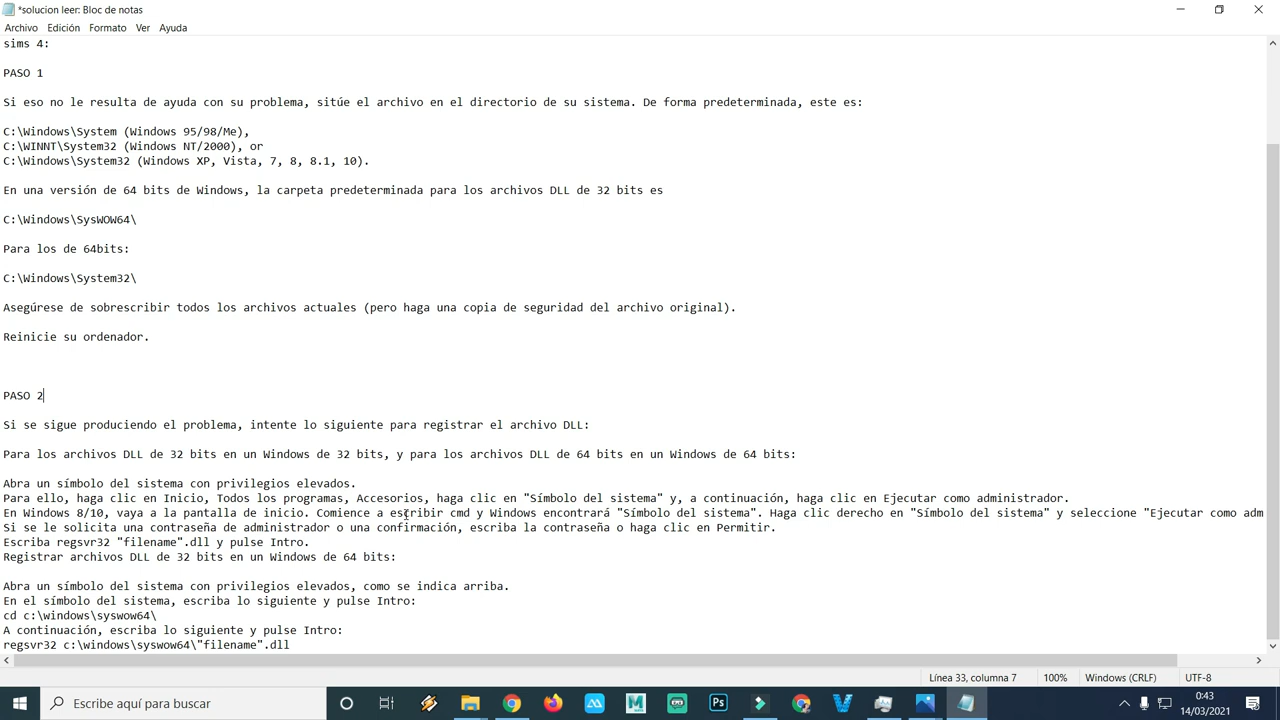 *solucion leer: Bloc de notas
Archivo Edición Formato Ver Ayuda
sims 4:
PASO 1
Si eso no le resulta de ayuda con su problema, sitúe el archivo en el directorio de su sistema. De forma predeterminada, este es:
C:\Windows\System (Windows 95/98/Me),
C:\WINNT\System32 (Windows NT/2000), or
C:\Windows\System32 (Windows XP, Vista, 7, 8, 8.1, 10).
En una versión de 64 bits de Windows, la carpeta predeterminada para los archivos DLL de 32 bits es
C:\Windows\SysWOW64\
Para los de 64bits:
C:\Windows\System32\
Asegúrese de sobrescribir todos los archivos actuales (pero haga una copia de seguridad del archivo original).
Reinicie su ordenador.
PASO 2
Si se sigue produciendo el problema, intente lo siguiente para registrar el archivo DLL:
Para los archivos DLL de 32 bits en un Windows de 32 bits, y para los archivos DLL de 64 bits en un Windows de 64 bits:
Abra un símbolo del sistema con privilegios elevados.
Para ello, haga clic en Inicio, Todos los programas, Accesorios, haga clic en "Símbolo del sistema" y, a continuación, haga clic en Ejecutar como administrador.
En Windows 8/10, vaya a la pantalla de inicio. Comience a escribir cmd y Windows encontrará "Símbolo del sistema". Haga clic derecho en "Símbolo del sistema" y seleccione "Ejecutar como adm
Si se le solicita una contraseña de administrador o una confirmación, escriba la contraseña o haga clic en Permitir.
Escriba regsvr32 "filename".dll y pulse Intro.
Registrar archivos DLL de 32 bits en un Windows de 64 bits:
Abra un símbolo del sistema con privilegios elevados, como se indica arriba.
En el símbolo del sistema, escriba lo siguiente y pulse Intro:
cd c:\windows\syswow64\
A continuación, escriba lo siguiente y pulse Intro:
regsvr32 c:\windows\syswow64\"filename".dll
Línea 33, columna 7 100% Windows (CRLF) UTF-8
Escribe aquí para buscar
Ps
0:43
14/03/2021